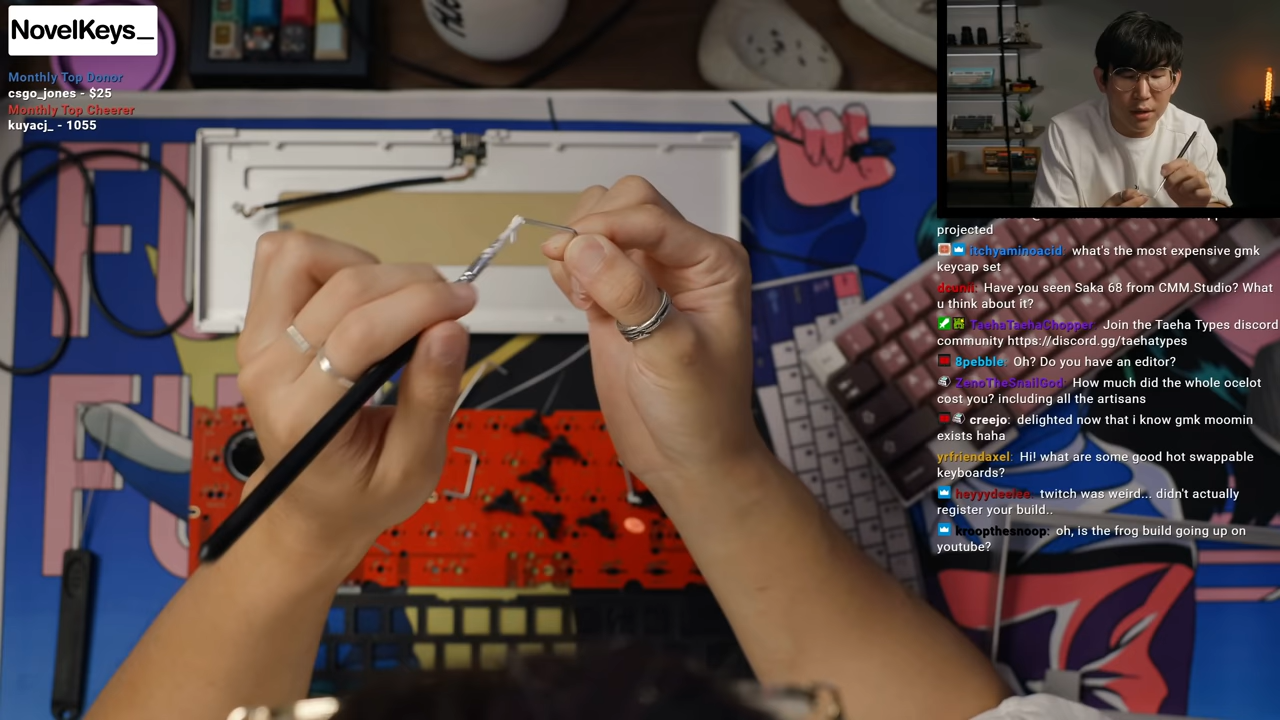 NovelKeys_
Monthly Top Donor
csgo_jones - $25
Monthly Top Cheerer
kuyacj_ - 1055
projected
itchyaminoacid: what's the most expensive gmk
keycap set
Have you seen Saka 68 from CMM.Studio? What
u think about it?
TaehaTaehaChopper: Join the Taeha Types discord
community https://discord.gg/taehatypes
8pebble: Oh? Do you have an editor?
ZenoTheSnailGod: How much did the whole ocelot
cost you? including all the artisans
creejo: delighted now that i know gmk moomin
exists haha
yrfriendaxel: Hi! what are some good hot swappable
keyboards?
heyyydeelee: twitch was weird... didn't actually
register your build..
kroopthesnoop: oh, is the frog build going up on
youtube?